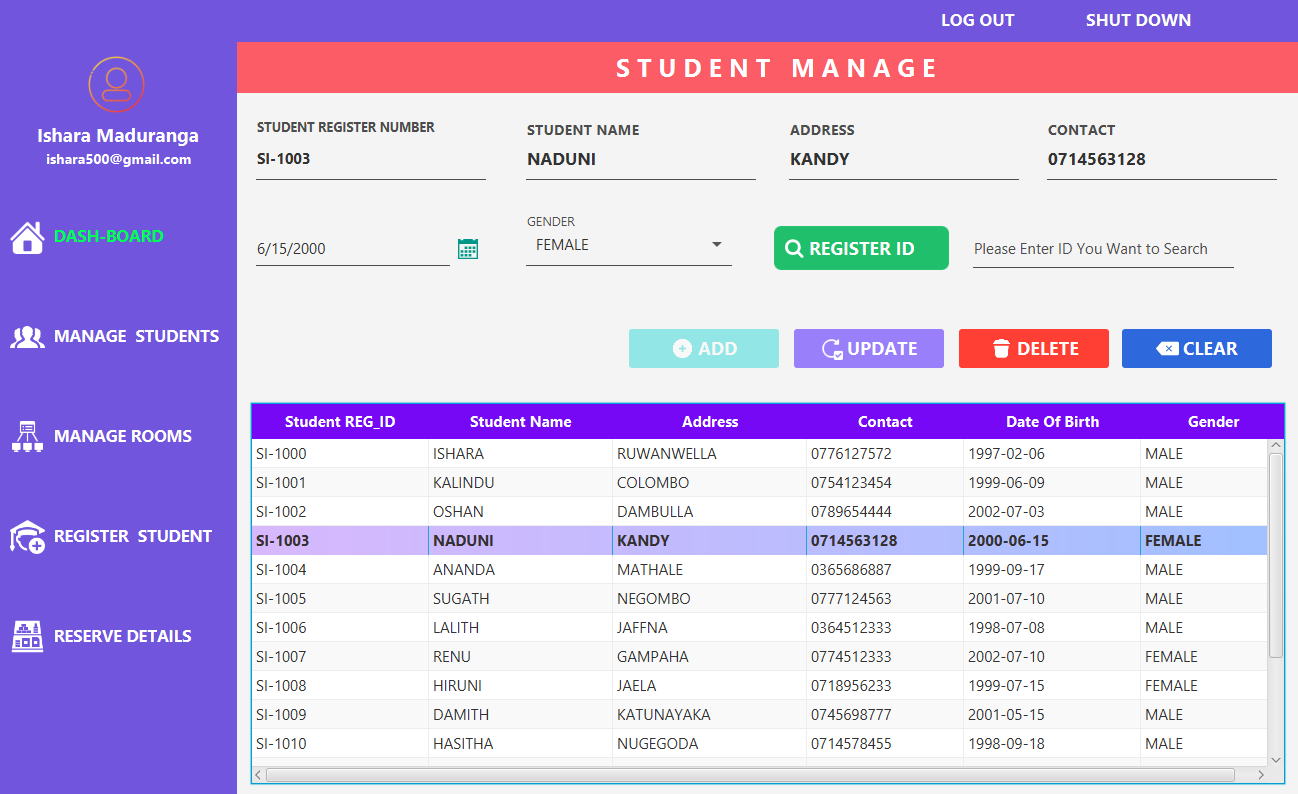 LOG OUT SHUT DOWN
STUDENT MANAGE
Ishara Maduranga
ishara500@gmail.com
DASH-BOARD
MANAGE STUDENTS
MANAGE ROOMS
REGISTER STUDENT
RESERVE DETAILS
STUDENT REGISTER NUMBER STUDENT NAME ADDRESS CONTACT
SI-1003 NADUNI KANDY 0714563128
GENDER
6/15/2000 FEMALE REGISTER ID Please Enter ID You Want to Search
ADD UPDATE DELETE CLEAR
Student REG_ID Student Name Address Contact Date Of Birth Gender
SI-1000 ISHARA RUWANWELLA 0776127572 1997-02-06 MALE
SI-1001 KALINDU COLOMBO 0754123454 1999-06-09 MALE
SI-1002 OSHAN DAMBULLA 0789654444 2002-07-03 MALE
SI-1003 NADUNI KANDY 0714563128 2000-06-15 FEMALE
SI-1004 ANANDA MATHALE 0365686887 1999-09-17 MALE
SI-1005 SUGATH NEGOMBO 0777124563 2001-07-10 MALE
SI-1006 LALITH JAFFNA 0364512333 1998-07-08 MALE
SI-1007 RENU GAMPAHA 0774512333 2002-07-10 FEMALE
SI-1008 HIRUNI JAELA 0718956233 1999-07-15 FEMALE
SI-1009 DAMITH KATUNAYAKA 0745698777 2001-05-15 MALE
SI-1010 HASITHA NUGEGODA 0714578455 1998-09-18 MALE